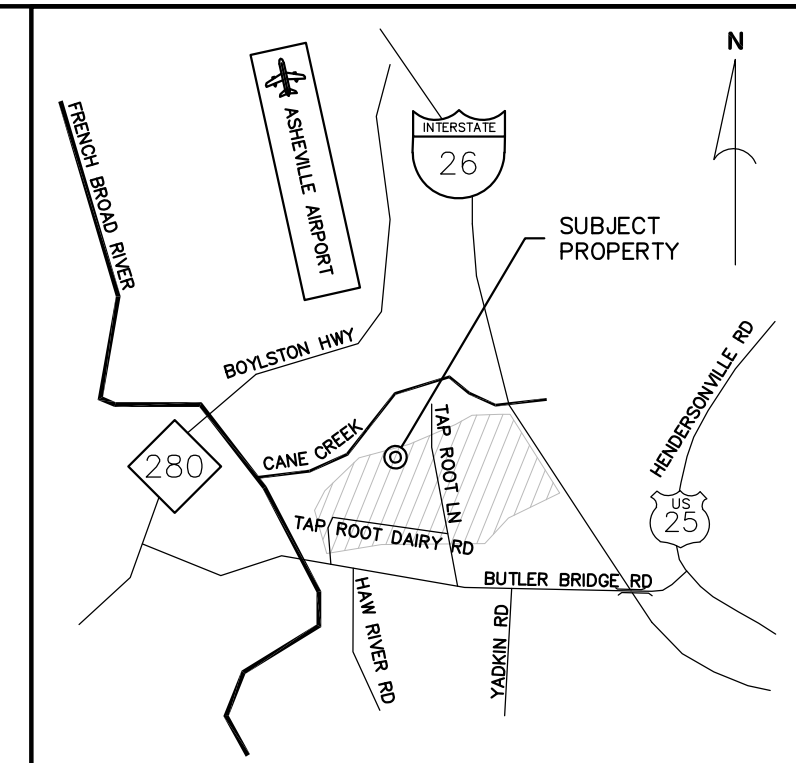 N
INTERSTATE
26
ASHEVILLE AIRPORT
FRENCH BROAD RIVER
SUBJECT
PROPERTY
BOYLSTON HWY
HENDERSONVILLE RD
CANE CREEK
TAP ROOT LN
280
US
25
TAP ROOT DAIRY RD
BUTLER BRIDGE RD
HAW RIVER RD
YADKIN RD